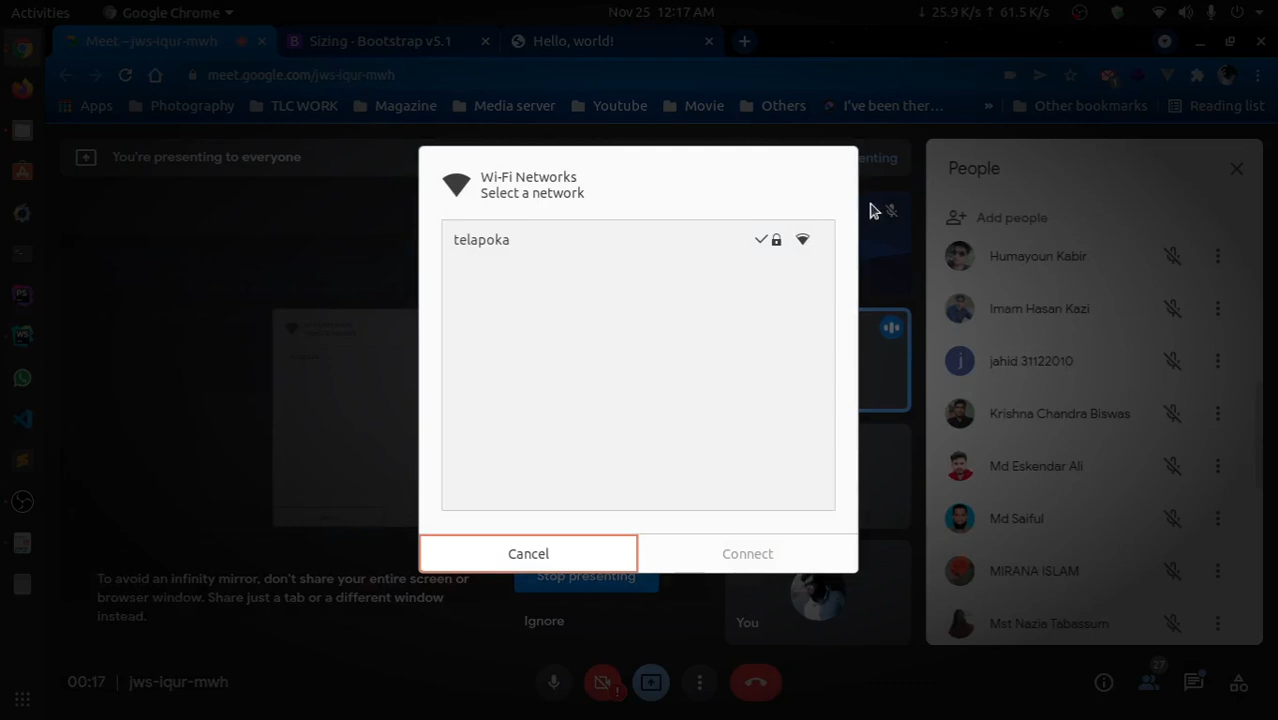 Activities
Google Chrome
Nov 25 12:17 AM
↓ 25.9 K/s ↑ 61.5 K/s
Meet – jws-iqur-mwh
Sizing · Bootstrap v5.1
Hello, world!
meet.google.com/jws-iqur-mwh
Apps
Photography
TLC WORK
Magazine
Media server
Youtube
Movie
Others
I've been ther...
»
Other bookmarks
Reading list
You're presenting to everyone
enting
Wi-Fi Networks
Select a network
telapoka
Cancel
Connect
People
Add people
Humayoun Kabir
Imam Hasan Kazi
j
jahid 31122010
Krishna Chandra Biswas
Md Eskendar Ali
Md Saiful
MIRANA ISLAM
Mst Nazia Tabassum
To avoid an infinity mirror, don't share your entire screen or
browser window. Share just a tab or a different window
instead.
Stop presenting
Ignore
You
00:17 | jws-iqur-mwh
27